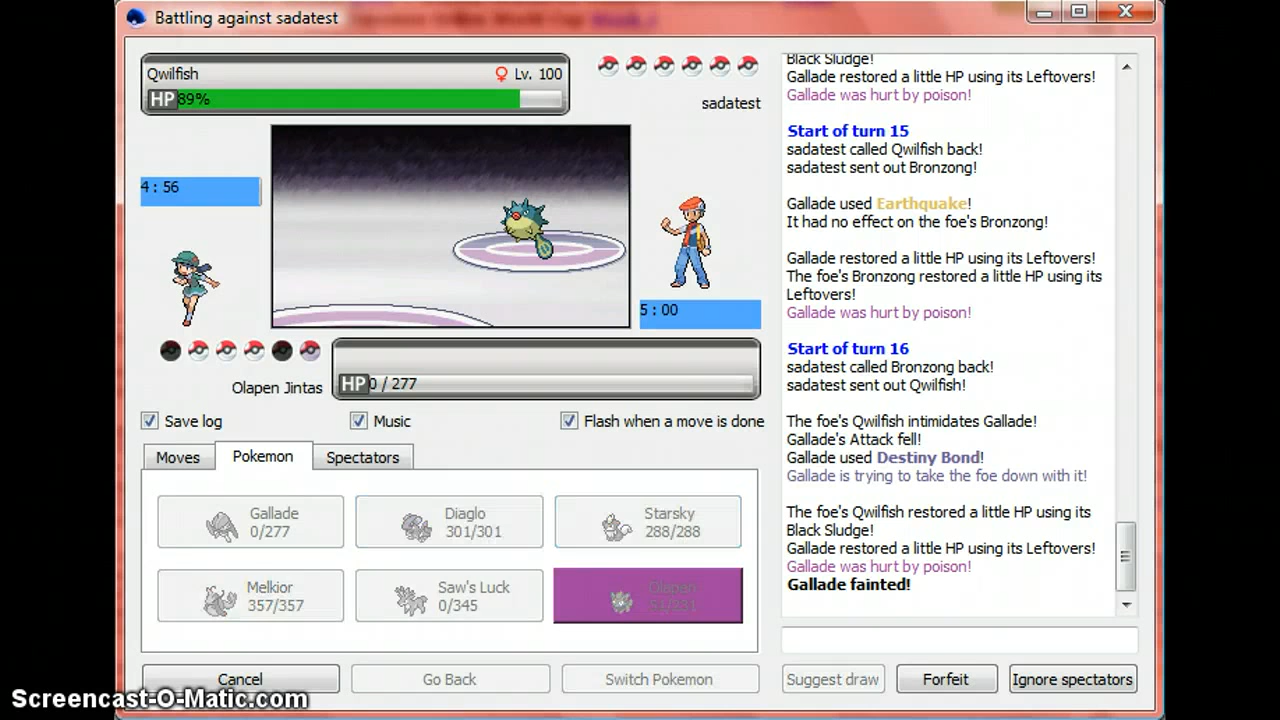 Battling against sadatest
Qwilfish ♀ Lv. 100
HP 89%
sadatest
4 : 56
5 : 00
Olapen Jintas
HP 0 / 277
Save log
Music
Flash when a move is done
Moves
Pokemon
Spectators
Gallade
0/277
Diaglo
301/301
Starsky
288/288
Melkior
357/357
Saw's Luck
0/345
Cancel
Go Back
Switch Pokemon
Black Sludge!
Gallade restored a little HP using its Leftovers!
Gallade was hurt by poison!
Start of turn 15
sadatest called Qwilfish back!
sadatest sent out Bronzong!
Gallade used Earthquake!
It had no effect on the foe's Bronzong!
Gallade restored a little HP using its Leftovers!
The foe's Bronzong restored a little HP using its
Leftovers!
Gallade was hurt by poison!
Start of turn 16
sadatest called Bronzong back!
sadatest sent out Qwilfish!
The foe's Qwilfish intimidates Gallade!
Gallade's Attack fell!
Gallade used Destiny Bond!
Gallade is trying to take the foe down with it!
The foe's Qwilfish restored a little HP using its
Black Sludge!
Gallade restored a little HP using its Leftovers!
Gallade was hurt by poison!
Gallade fainted!
Suggest draw
Forfeit
Ignore spectators
Screencast-O-Matic.com